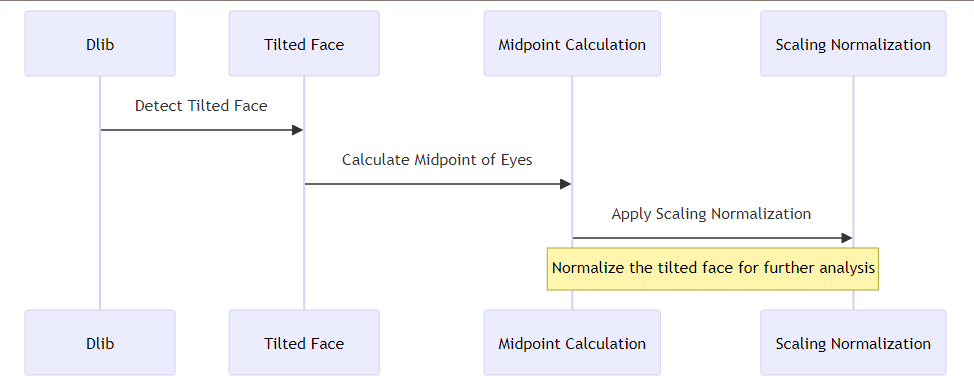 Dlib
Tilted Face
Midpoint Calculation
Scaling Normalization
Detect Tilted Face
Calculate Midpoint of Eyes
Apply Scaling Normalization
Normalize the tilted face for further analysis
Dlib
Tilted Face
Midpoint Calculation
Scaling Normalization